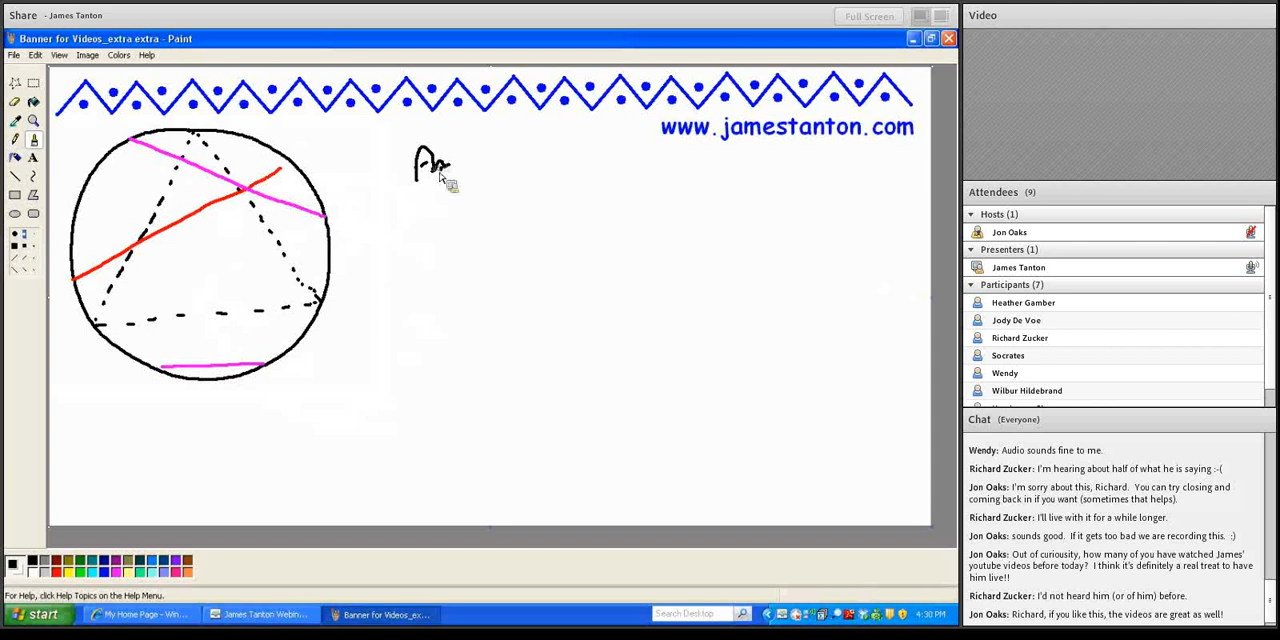 Share - James Tanton
Full Screen
Video
Banner for Videos_extra extra - Paint
File Edit View Image Colors Help
www.jamestanton.com
Attendees (9)
Hosts (1)
Jon Oaks
Presenters (1)
James Tanton
Participants (7)
Heather Gamber
Jody De Voe
Richard Zucker
Socrates
Wendy
Wilbur Hildebrand
Chat (Everyone)
Wendy: Audio sounds fine to me.
Richard Zucker: I'm hearing about half of what he is saying :-(
Jon Oaks: I'm sorry about this, Richard. You can try closing and
coming back in if you want (sometimes that helps).
Richard Zucker: I'll live with it for a while longer.
Jon Oaks: sounds good. If it gets too bad we are recording this. :)
Jon Oaks: Out of curiosity, how many of you have watched James'
youtube videos before today? I think it's definitely a real treat to have
him live!!
Richard Zucker: I'd not heard him (or of him) before.
Jon Oaks: Richard, if you like this, the videos are great as well!
For Help, click Help Topics on the Help Menu.
start
My Home Page - Win...
James Tanton Webin...
Banner for Videos_ex...
Search Desktop
4:30 PM